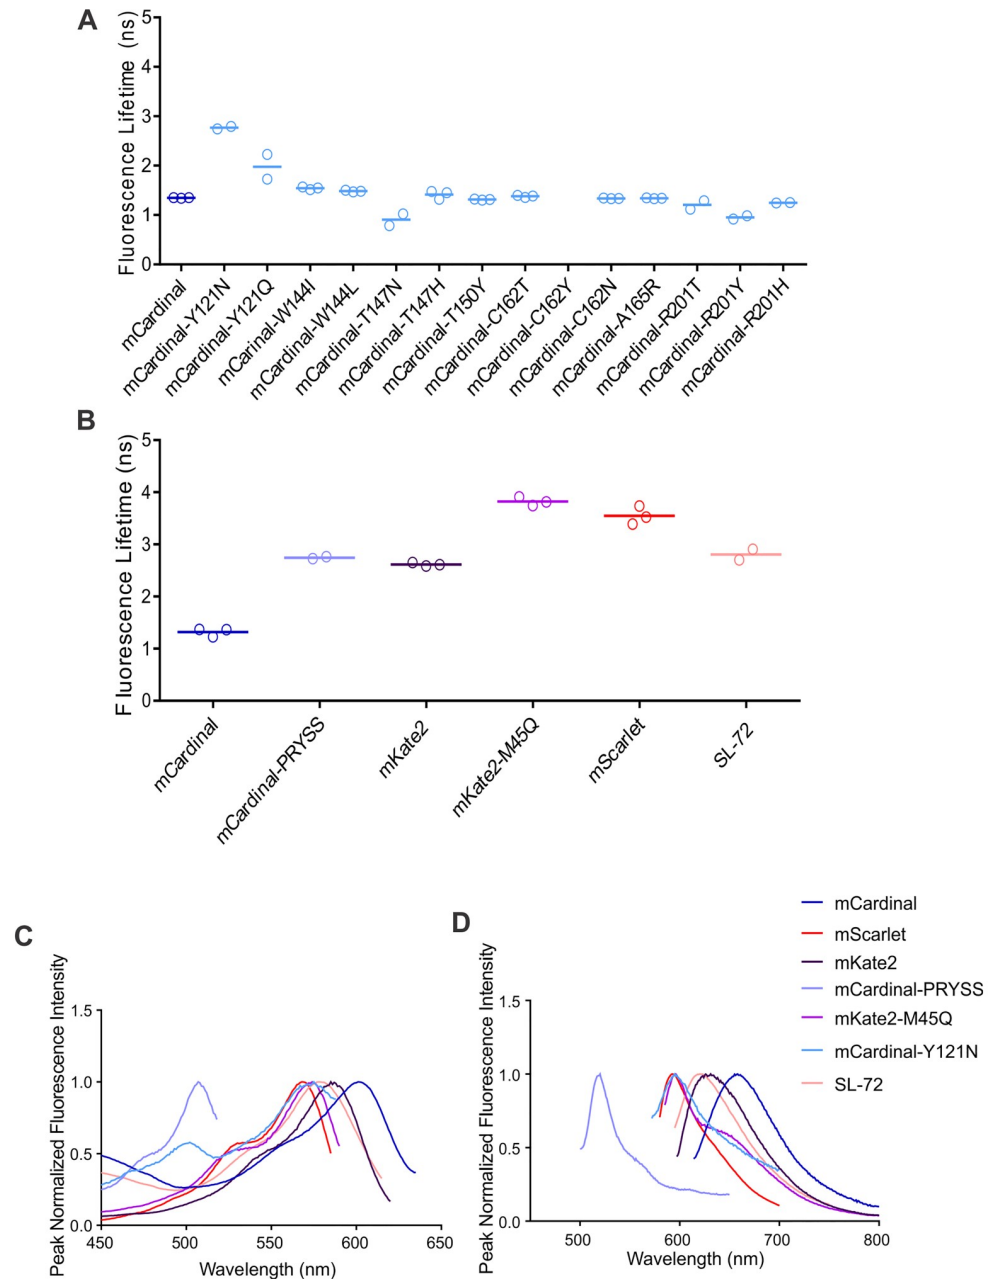 A
Fluorescence Lifetime (ns)
5
4
3
2
1
0
mCardinal
mCardinal-Y121N
mCardinal-Y121Q
mCarinal-W144I
mCardinal-W144L
mCardinal-T147N
mCardinal-T147H
mCardinal-T150Y
mCardinal-C162T
mCardinal-C162Y
mCardinal-C162N
mCardinal-A165R
mCardinal-R201T
mCardinal-R201Y
mCardinal-R201H
B
Fluorescence Lifetime (ns)
5
4
3
2
1
0
mCardinal
mCardinal-PRYSS
mKate2
mKate2-M45Q
mScarlet
SL-72
C
Peak Normalized Fluorescence Intensity
1.5
1.0
0.5
0.0
450 500 550 600 650
Wavelength (nm)
D
Peak Normalized Fluorescence Intensity
1.5
1.0
0.5
0.0
500 600 700 800
Wavelength (nm)
mCardinal
mScarlet
mKate2
mCardinal-PRYSS
mKate2-M45Q
mCardinal-Y121N
SL-72